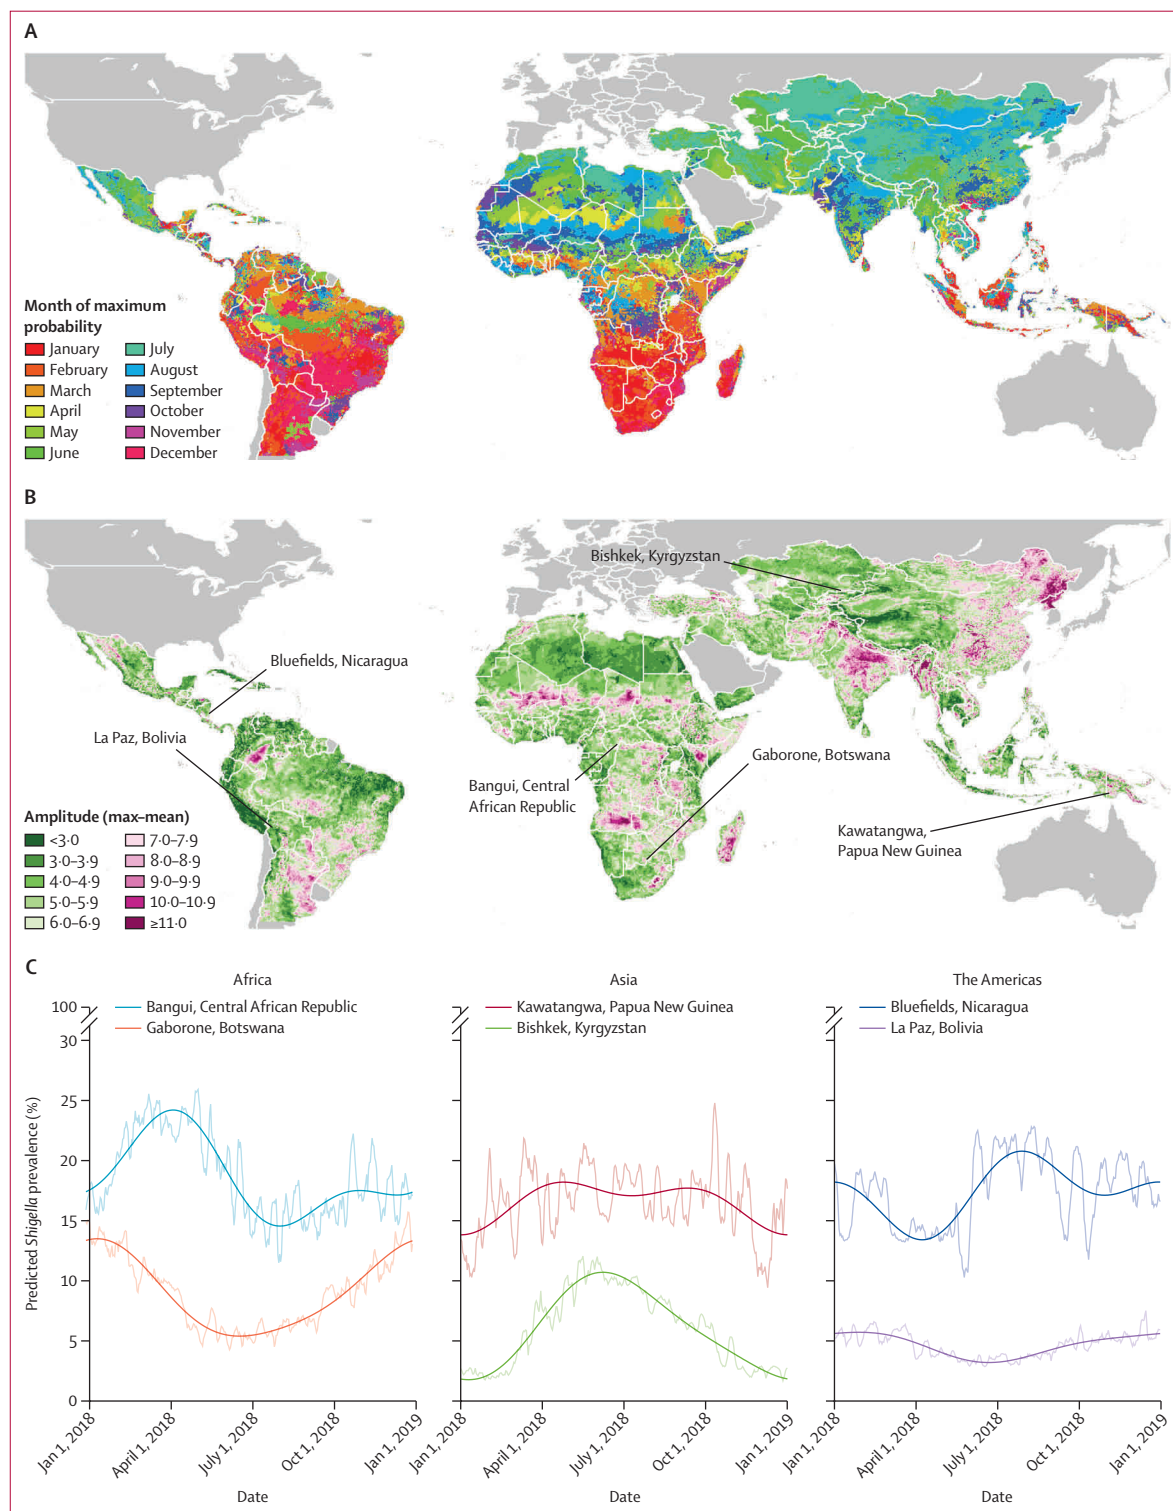 A
Month of maximum
probability
January
February
March
April
May
June
July
August
September
October
November
December
B
Bishkek, Kyrgyzstan
Bluefields, Nicaragua
La Paz, Bolivia
Gaborone, Botswana
Bangui, Central
African Republic
Kawatangwa,
Papua New Guinea
Amplitude (max–mean)
<3·0
3·0–3·9
4·0–4·9
5·0–5·9
6·0–6·9
7·0–7·9
8·0–8·9
9·0–9·9
10·0–10·9
≥11·0
C
Africa
Asia
The Americas
Bangui, Central African Republic
Gaborone, Botswana
Kawatangwa, Papua New Guinea
Bishkek, Kyrgyzstan
Bluefields, Nicaragua
La Paz, Bolivia
Predicted Shigella prevalence (%)
100
30
25
20
15
10
5
0
Jan 1, 2018
April 1, 2018
July 1, 2018
Oct 1, 2018
Jan 1, 2019
Date
Jan 1, 2018
April 1, 2018
July 1, 2018
Oct 1, 2018
Jan 1, 2019
Date
Jan 1, 2018
April 1, 2018
July 1, 2018
Oct 1, 2018
Jan 1, 2019
Date